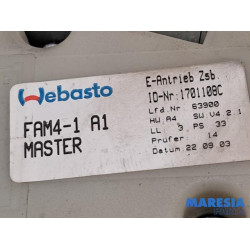 Webasto
FAM4-1 A1
MASTER
E-Antrieb Zsb
ID-Nr:1701108C
Lfd.Nr 63900
HW.A4 SW.V4.2.1
LL 3, PS 33
Prüfer 14
Datum 22.09.03
MARESIA